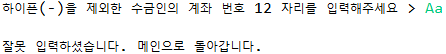 하이픈(-)을 제외한 수금인의 계좌 번호 12 자리를 입력해주세요 > Aa
잘못 입력하셨습니다. 메인으로 돌아갑니다.